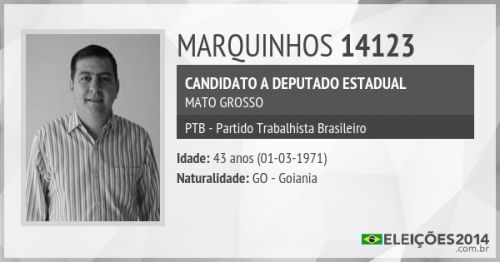 MARQUINHOS 14123
CANDIDATO A DEPUTADO ESTADUAL
MATO GROSSO
PTB - Partido Trabalhista Brasileiro
Idade: 43 anos (01-03-1971)
Naturalidade: GO - Goiania
ELEIÇÕES2014
.com.br